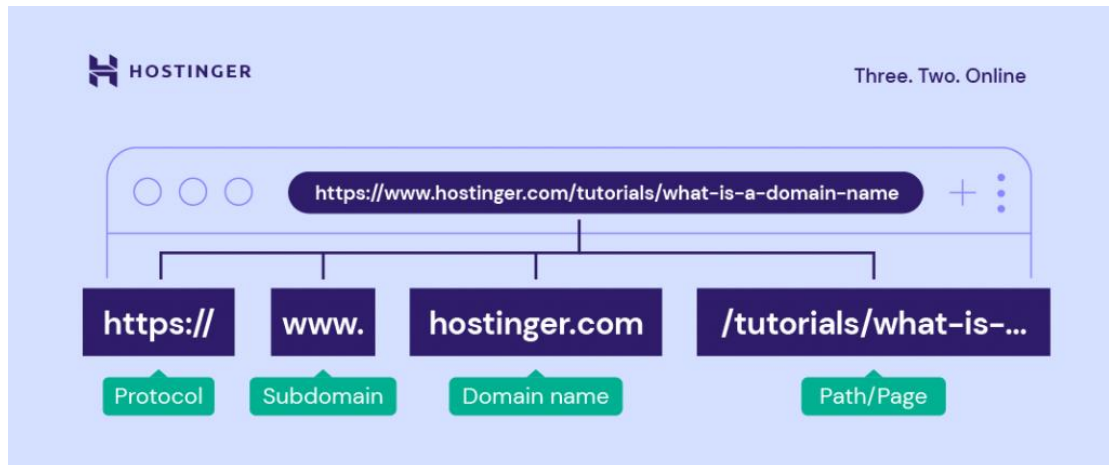 HOSTINGER
Three. Two. Online
https://www.hostinger.com/tutorials/what-is-a-domain-name
https://
www.
hostinger.com
/tutorials/what-is-...
Protocol
Subdomain
Domain name
Path/Page